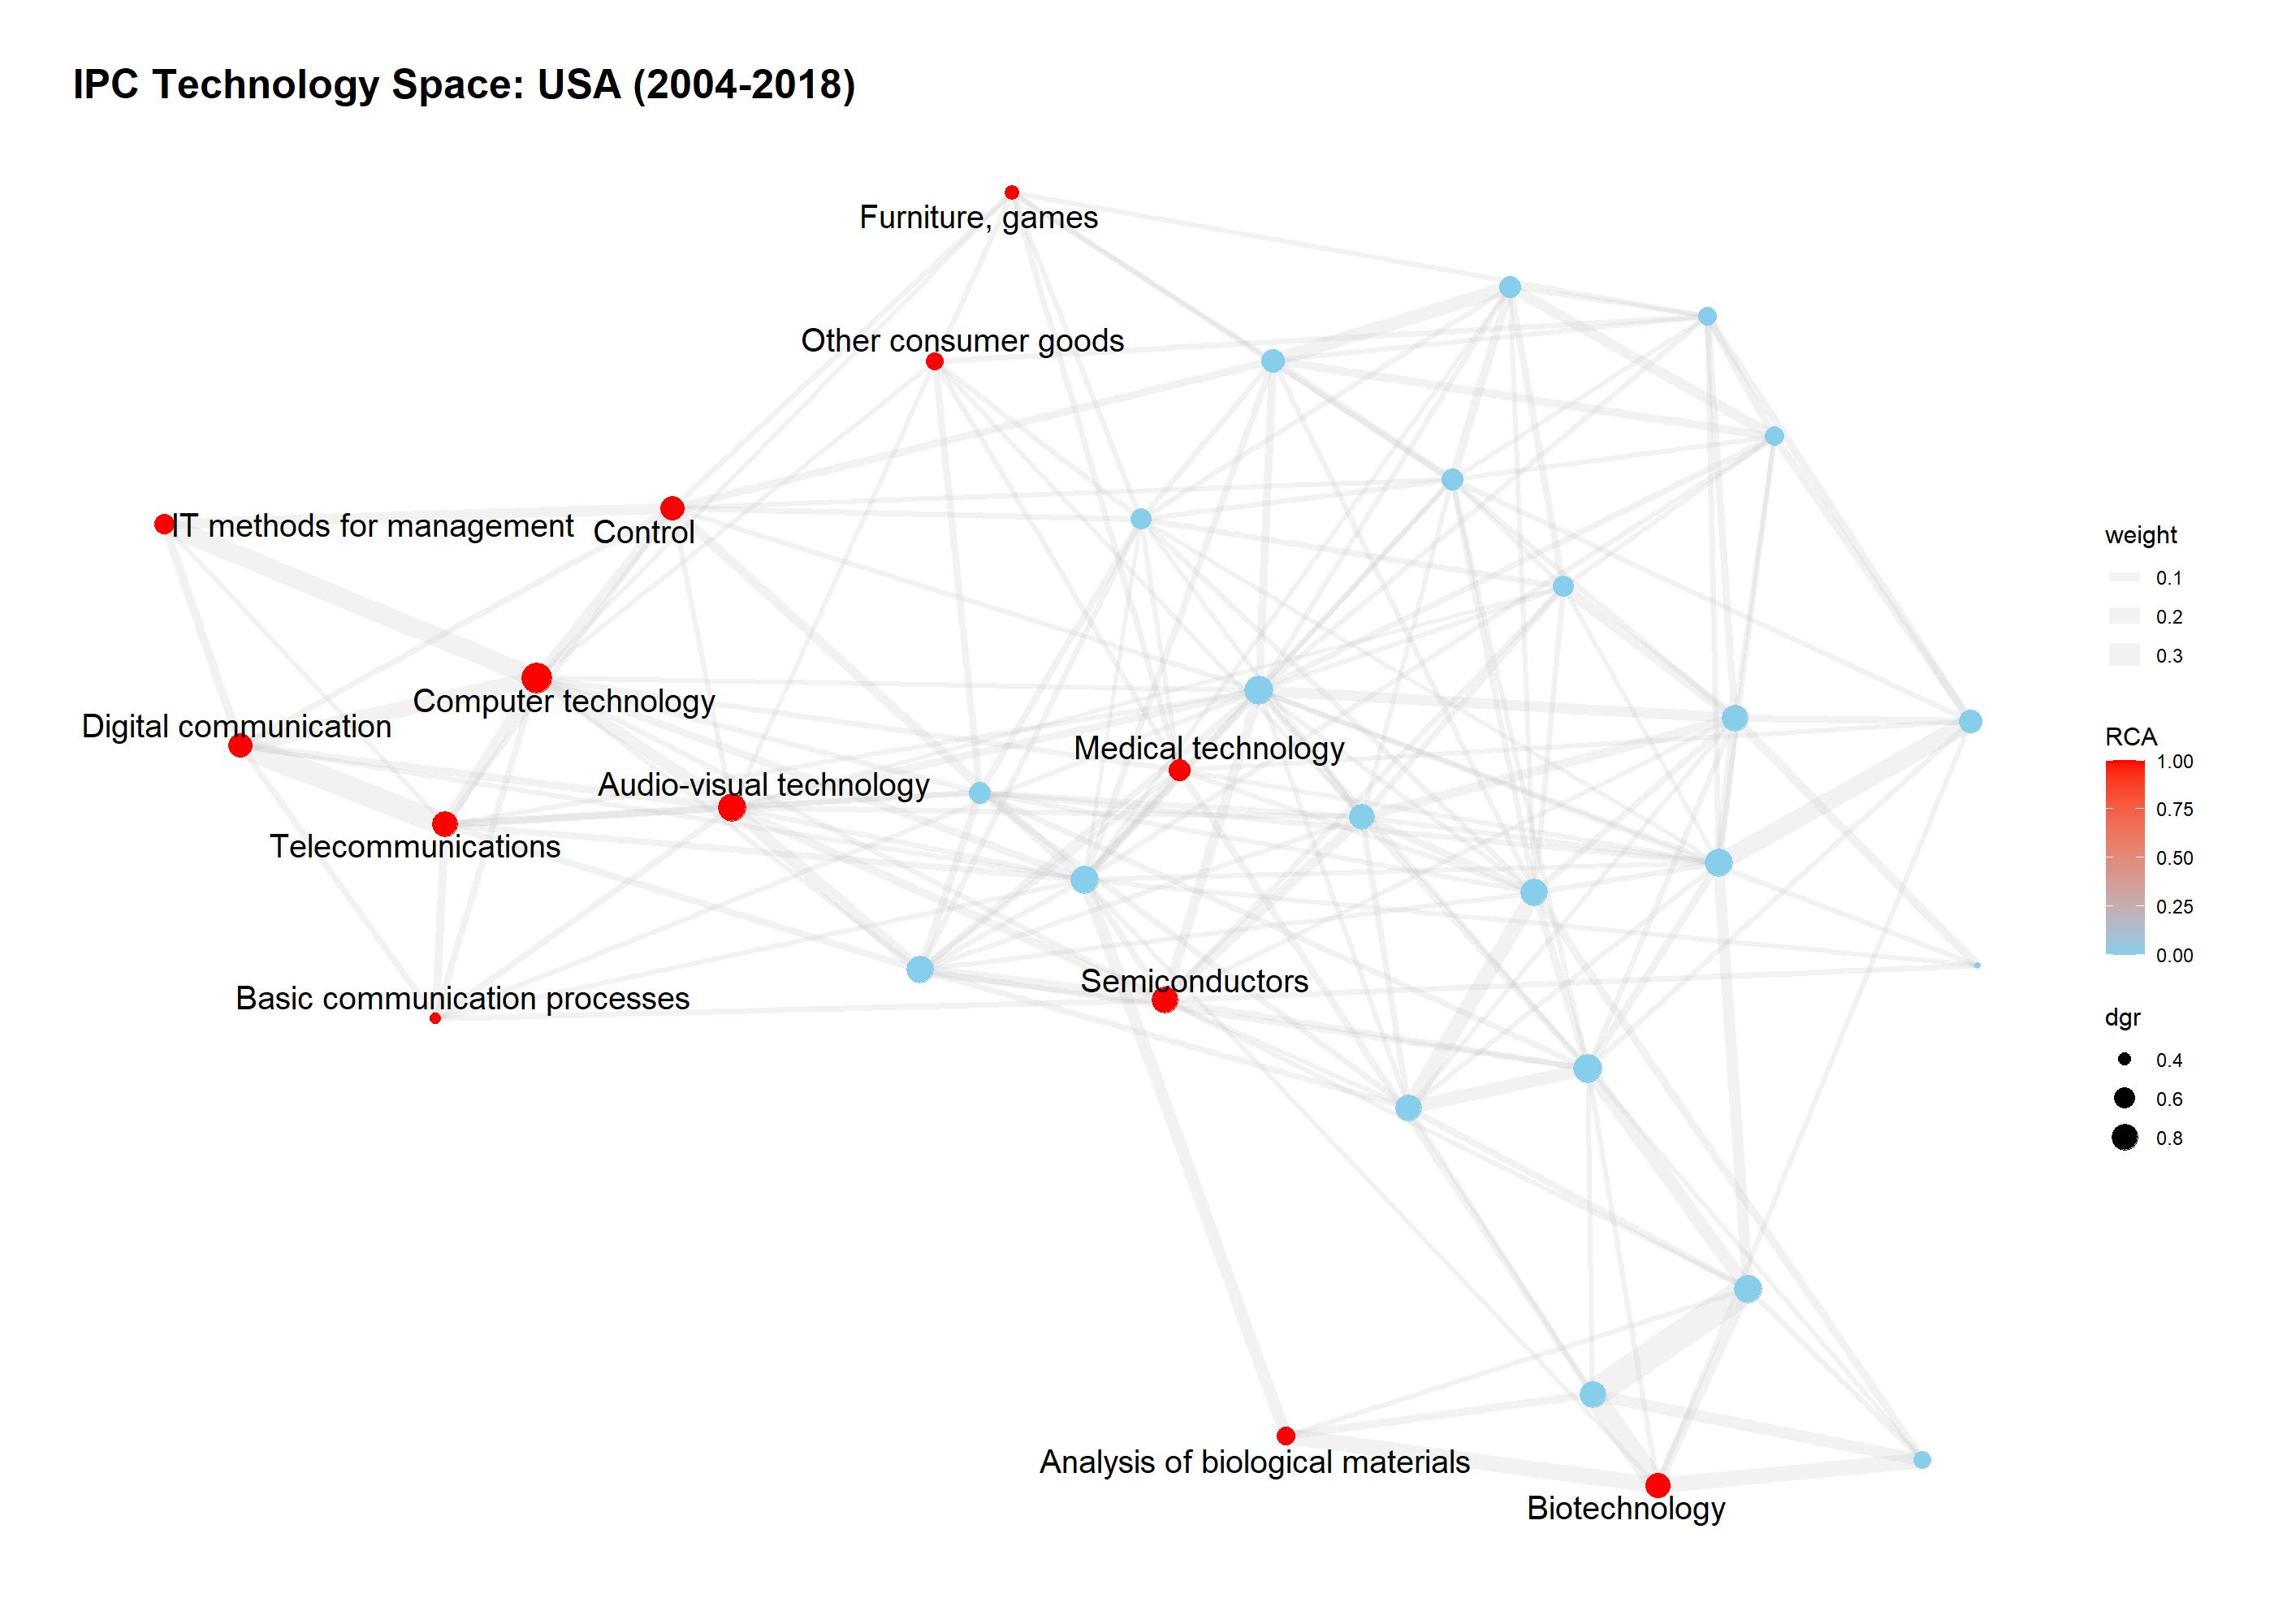 IPC Technology Space: USA (2004-2018)
Furniture, games
Other consumer goods
IT methods for management
Control
Computer technology
Digital communication
Medical technology
Audio-visual technology
Telecommunications
Semiconductors
Basic communication processes
Analysis of biological materials
Biotechnology
weight
0.1
0.2
0.3
RCA
1.00
0.75
0.50
0.25
0.00
dgr
0.4
0.6
0.8